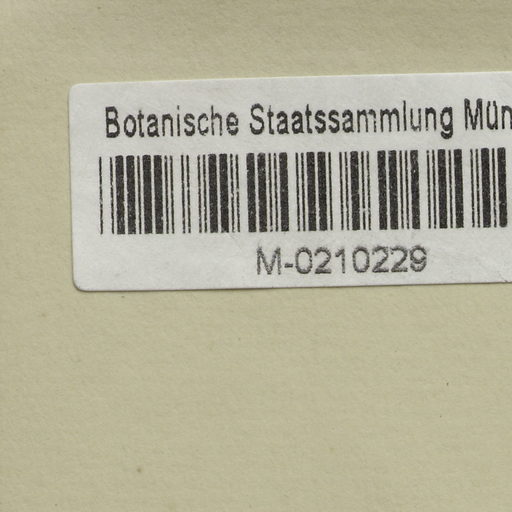 Botanische Staatssammlung Mün
M-0210229